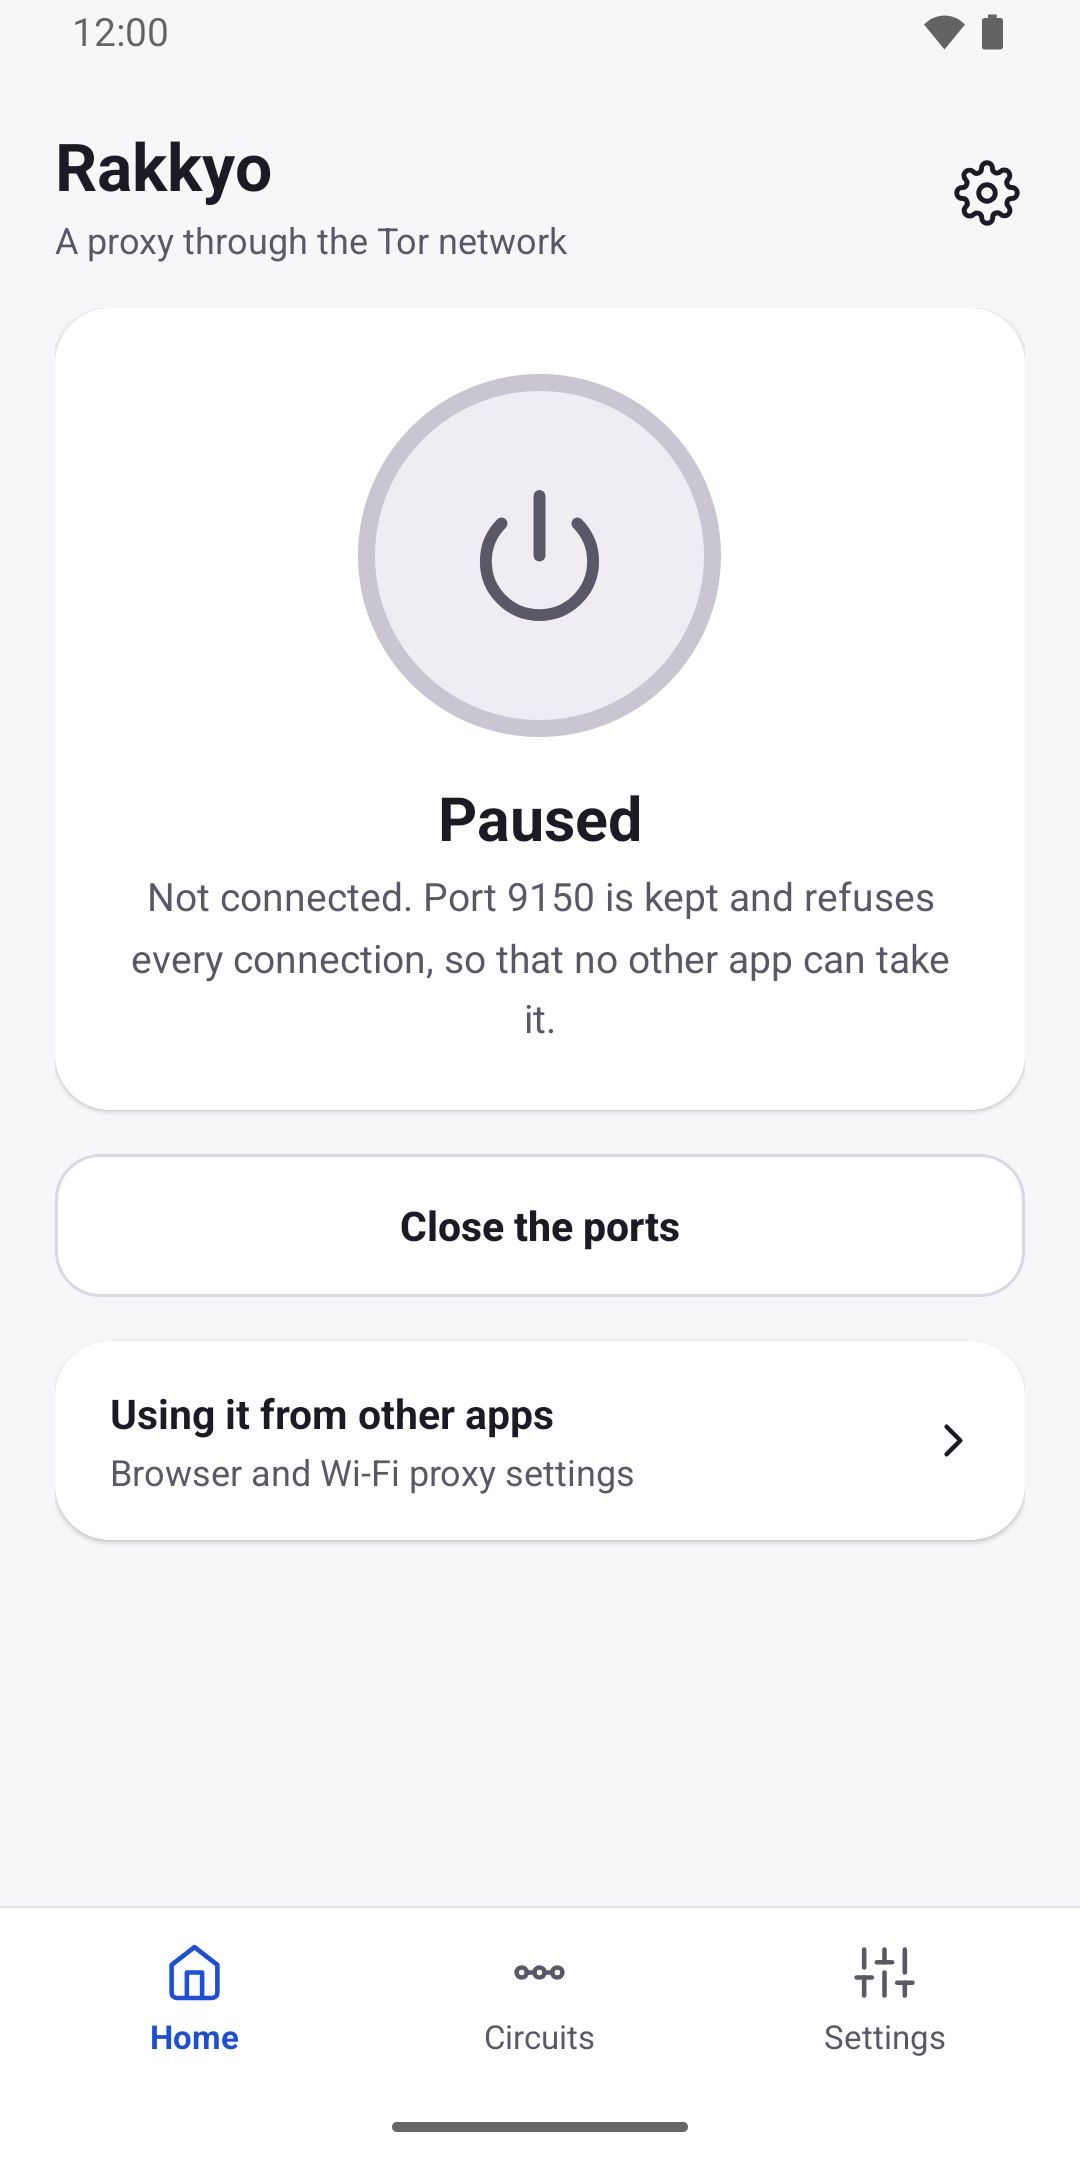 12:00
Rakkyo
A proxy through the Tor network
Paused
Not connected. Port 9150 is kept and refuses
every connection, so that no other app can take
it.
Close the ports
Using it from other apps
Browser and Wi-Fi proxy settings
Home
Circuits
Settings